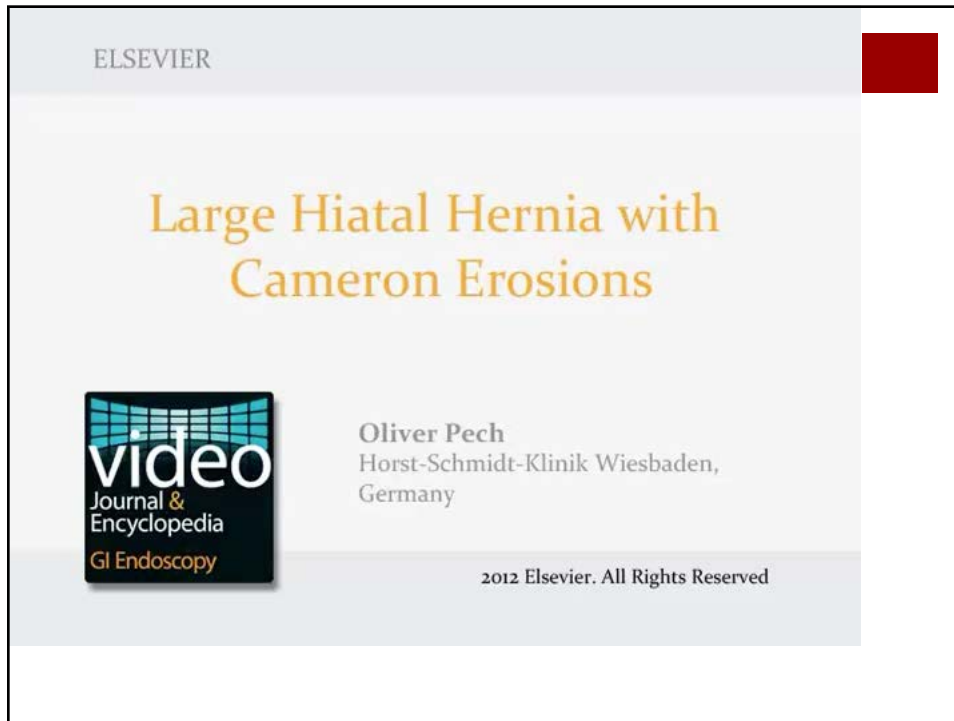 ELSEVIER
Large Hiatal Hernia with
Cameron Erosions
video
Journal &
Encyclopedia
GI Endoscopy
Oliver Pech
Horst-Schmidt-Klinik Wiesbaden,
Germany
2012 Elsevier. All Rights Reserved